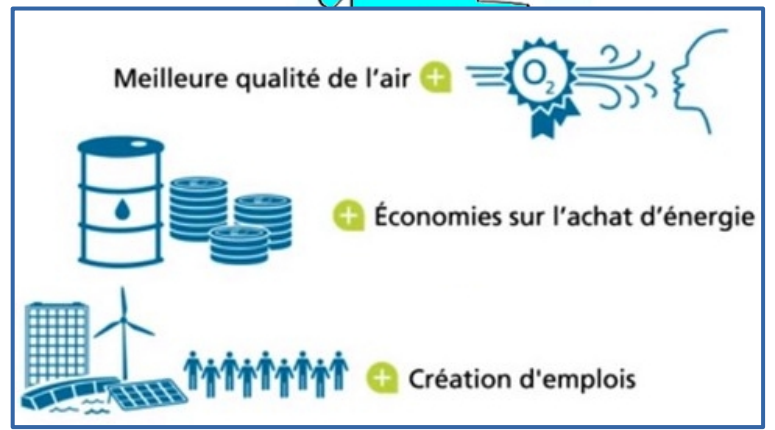 Meilleure qualité de l'air +
O2
+ Économies sur l'achat d'énergie
+ Création d'emplois